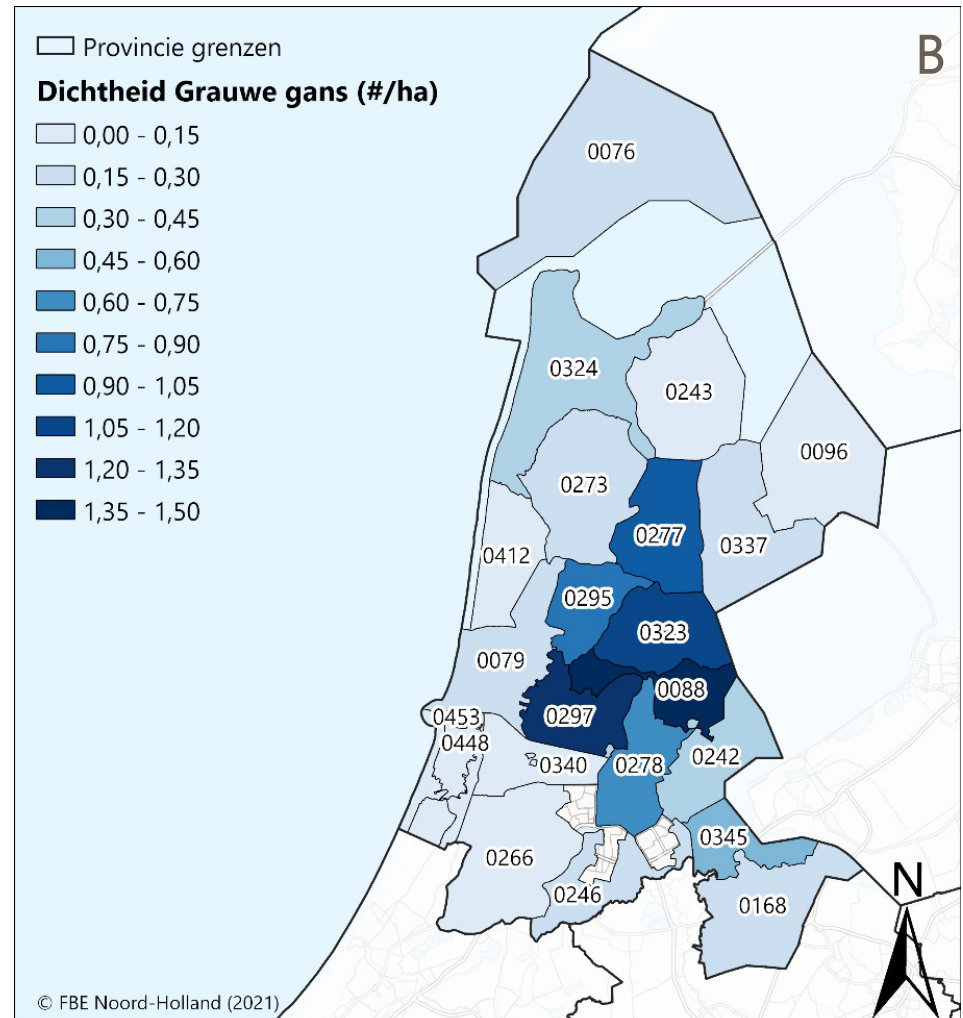 B
Provincie grenzen
Dichtheid Grauwe gans (#/ha)
0,00 - 0,15
0,15 - 0,30
0,30 - 0,45
0,45 - 0,60
0,60 - 0,75
0,75 - 0,90
0,90 - 1,05
1,05 - 1,20
1,20 - 1,35
1,35 - 1,50
0076
0324
0243
0096
0273
0277
0337
0412
0295
0323
0079
0088
0297
0453
0448
0242
0340
0278
0345
0266
0246
0168
N
© FBE Noord-Holland (2021)